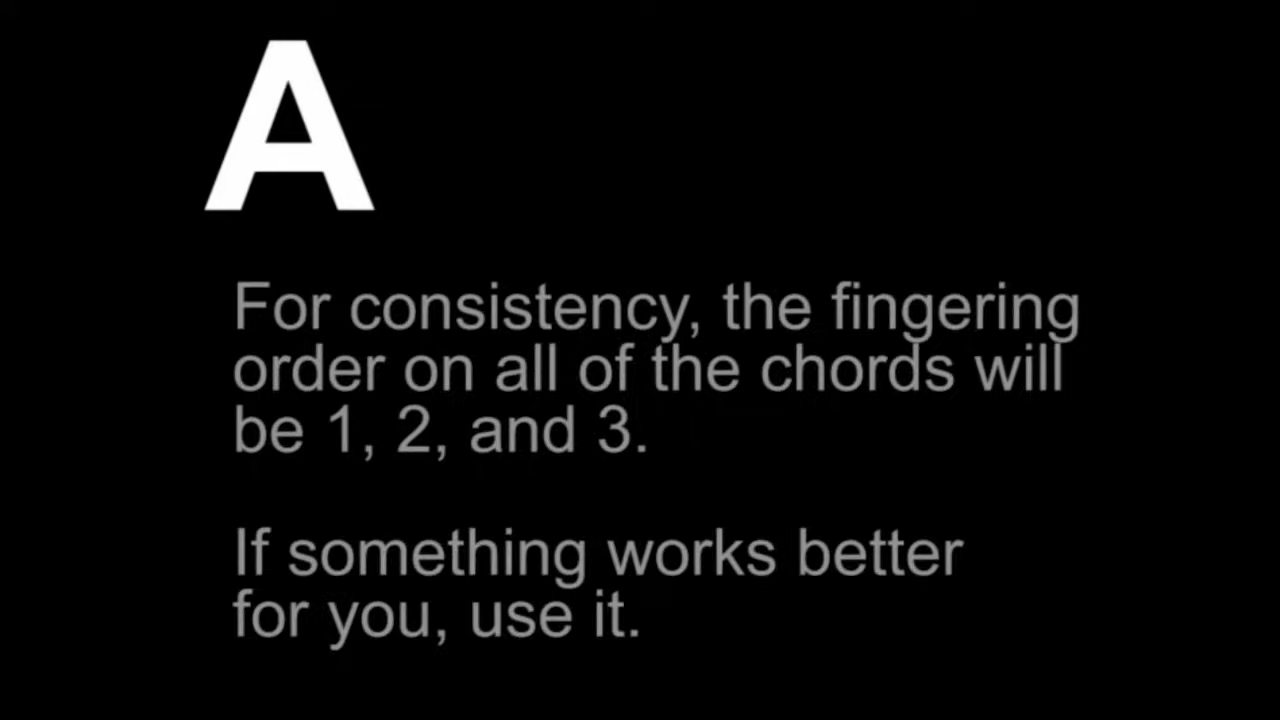 A
For consistency, the fingering
order on all of the chords will
be 1, 2, and 3.
If something works better
for you, use it.